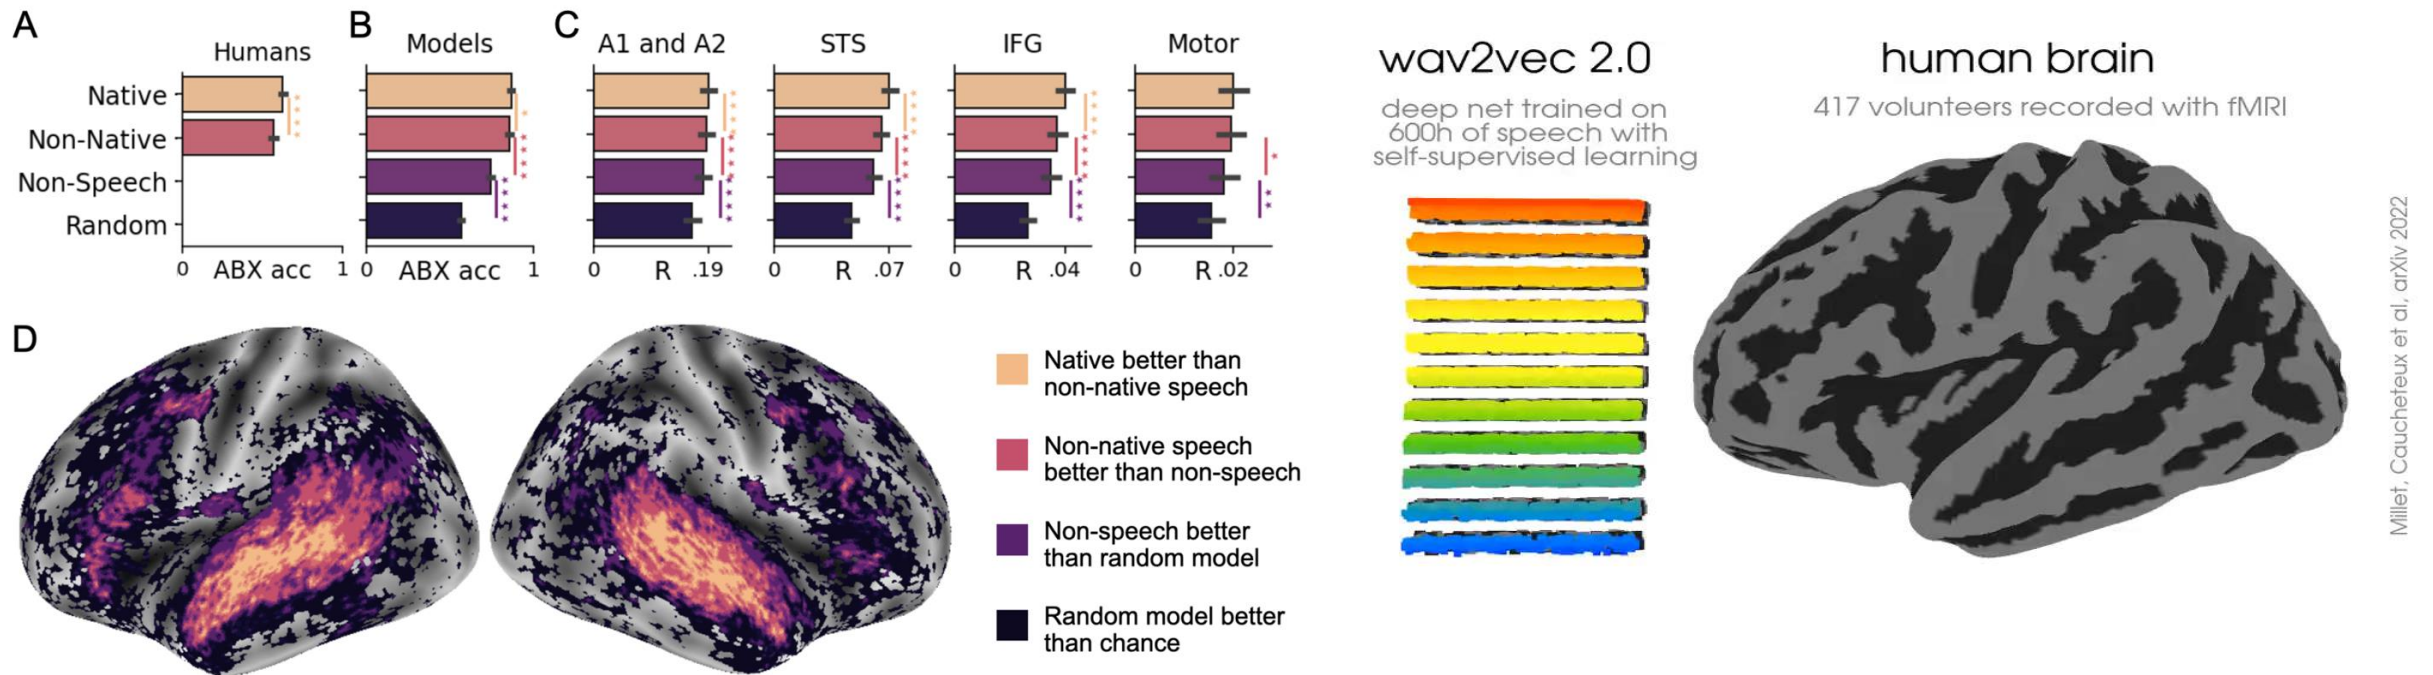 A
Humans
Native
Non-Native
Non-Speech
Random
0
ABX acc
1
B
Models
0
ABX acc
1
C
A1 and A2
0
R
.19
STS
0
R
.07
IFG
0
R
.04
Motor
0
R
.02
D
Native better than
non-native speech
Non-native speech
better than non-speech
Non-speech better
than random model
Random model better
than chance
wav2vec 2.0
deep net trained on
600h of speech with
self-supervised learning
human brain
417 volunteers recorded with fMRI
Millet, Caucheteux et al, arXiv 2022